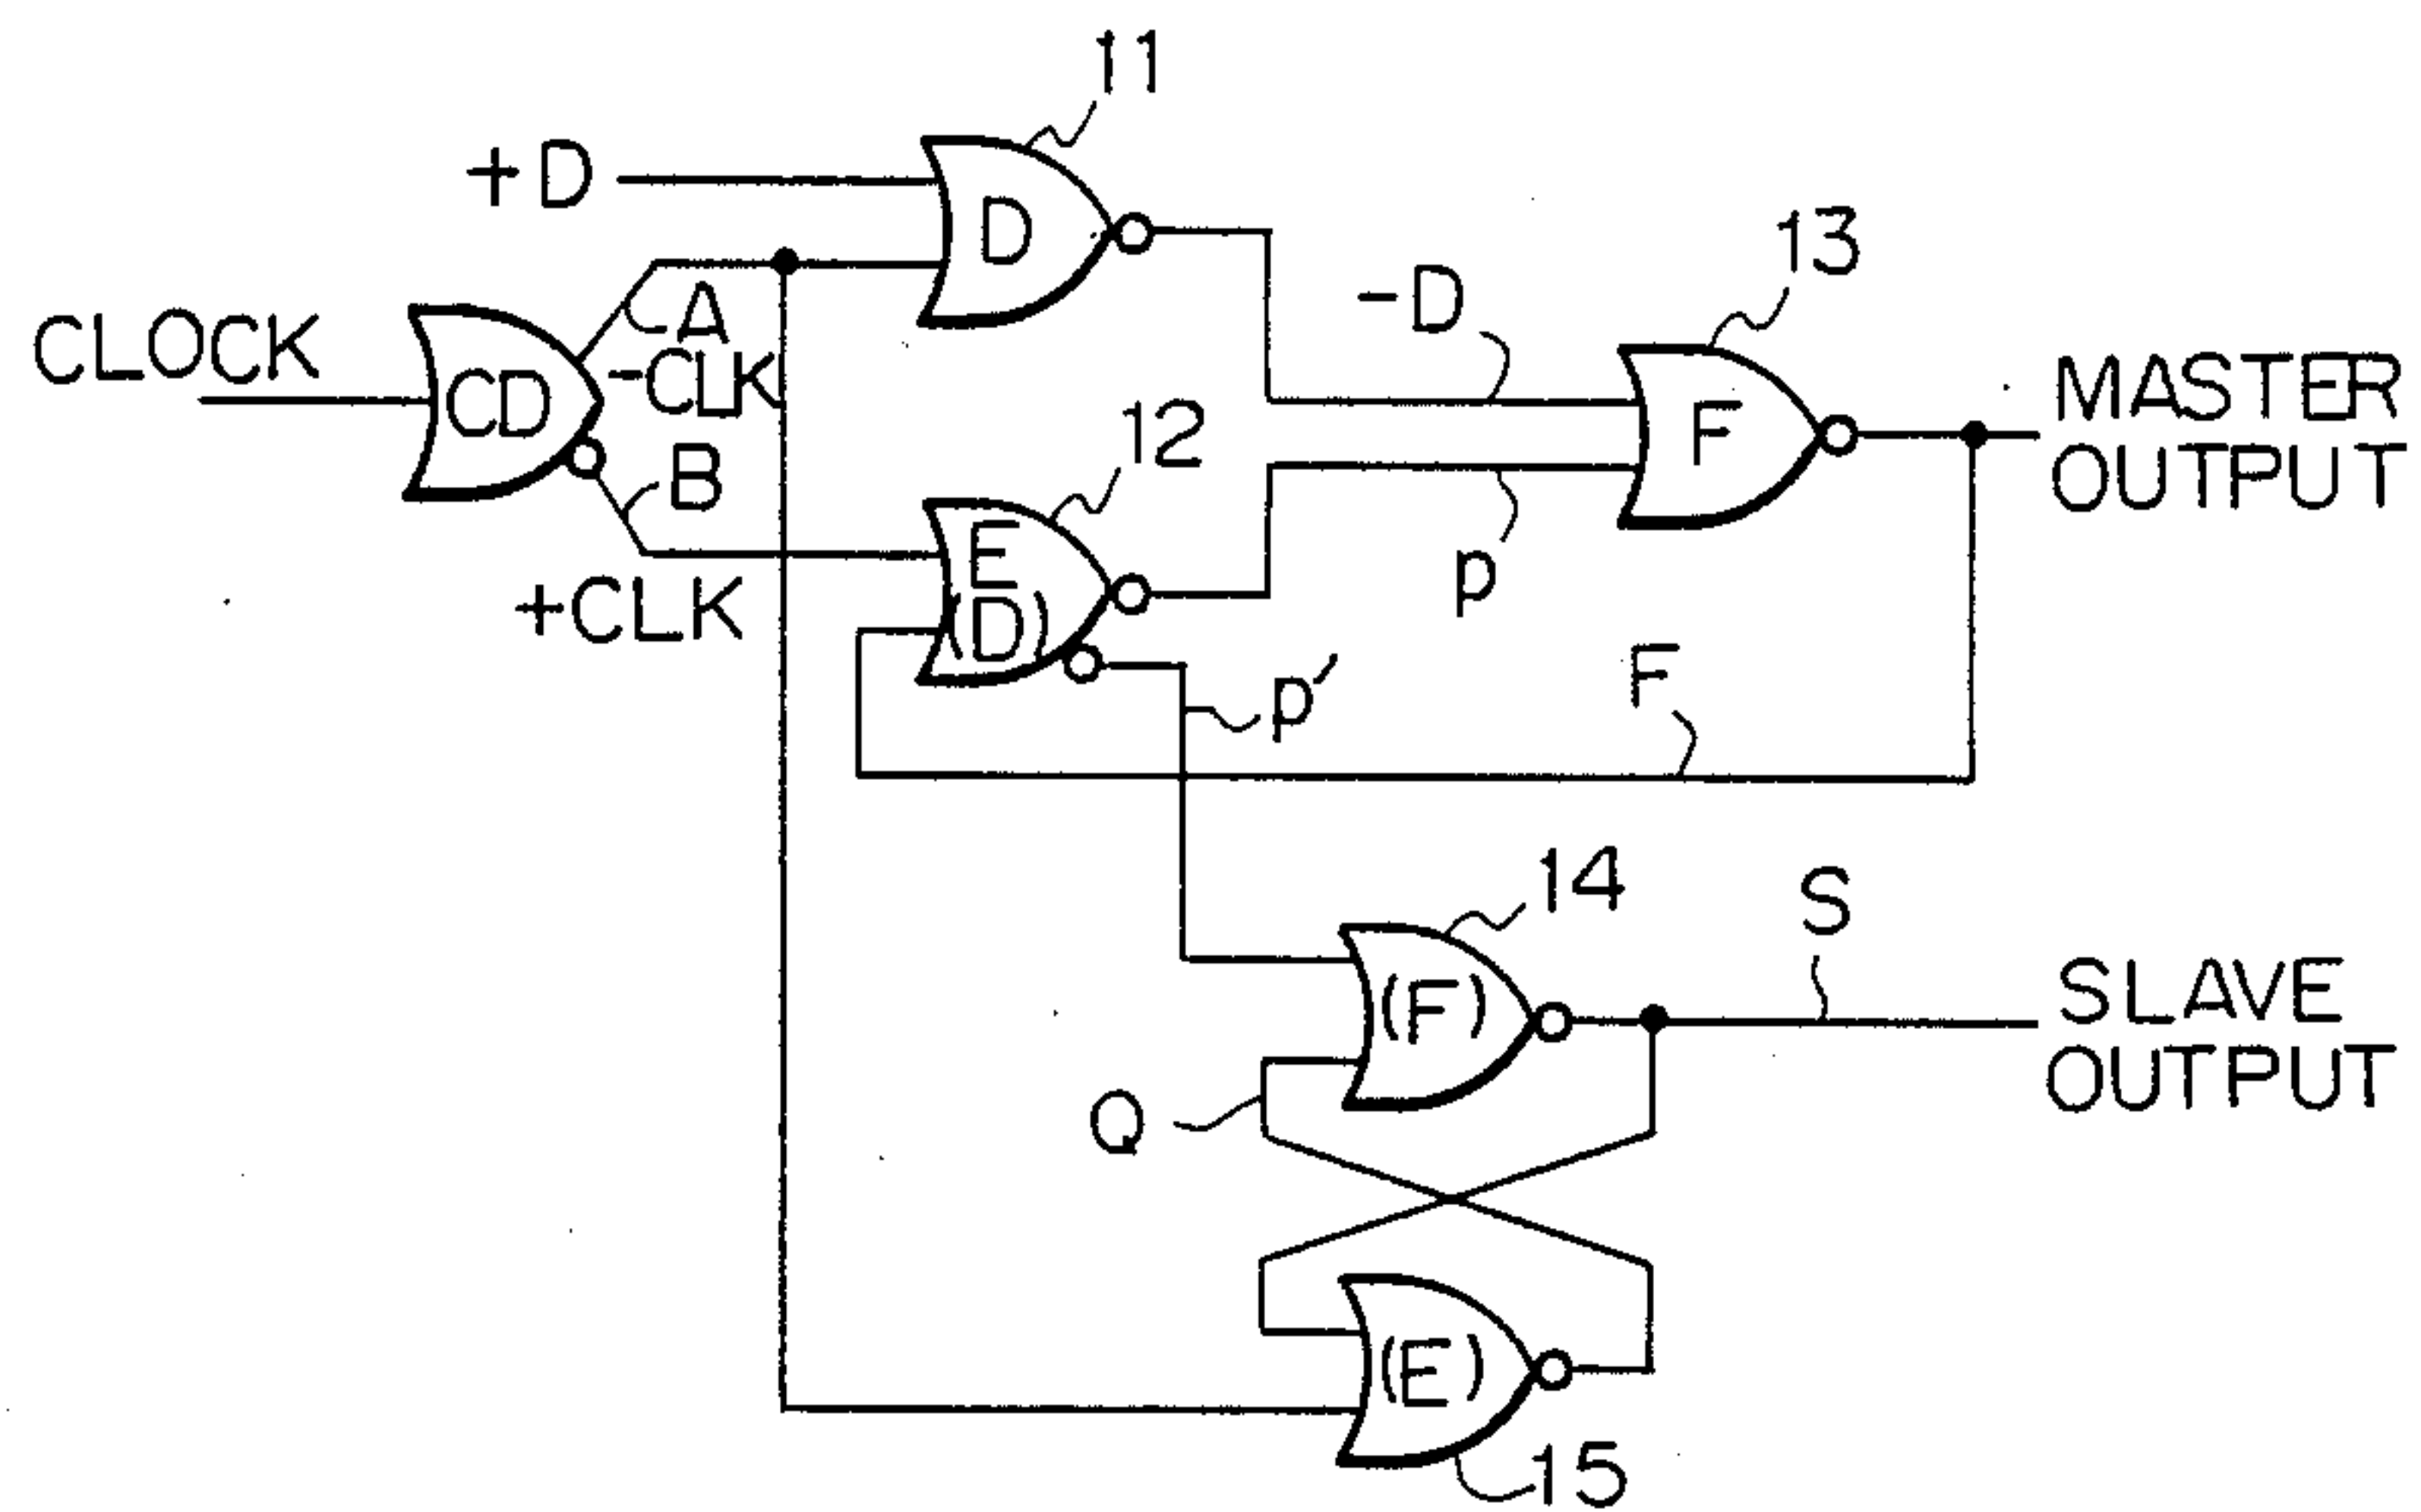 11
+D
D
13
-D
CLOCK
CD
A
-CLK
12
B
F
MASTER
OUTPUT
E
(D)
+CLK
p
p'
F
14
S
(F)
SLAVE
OUTPUT
Q
(E)
15